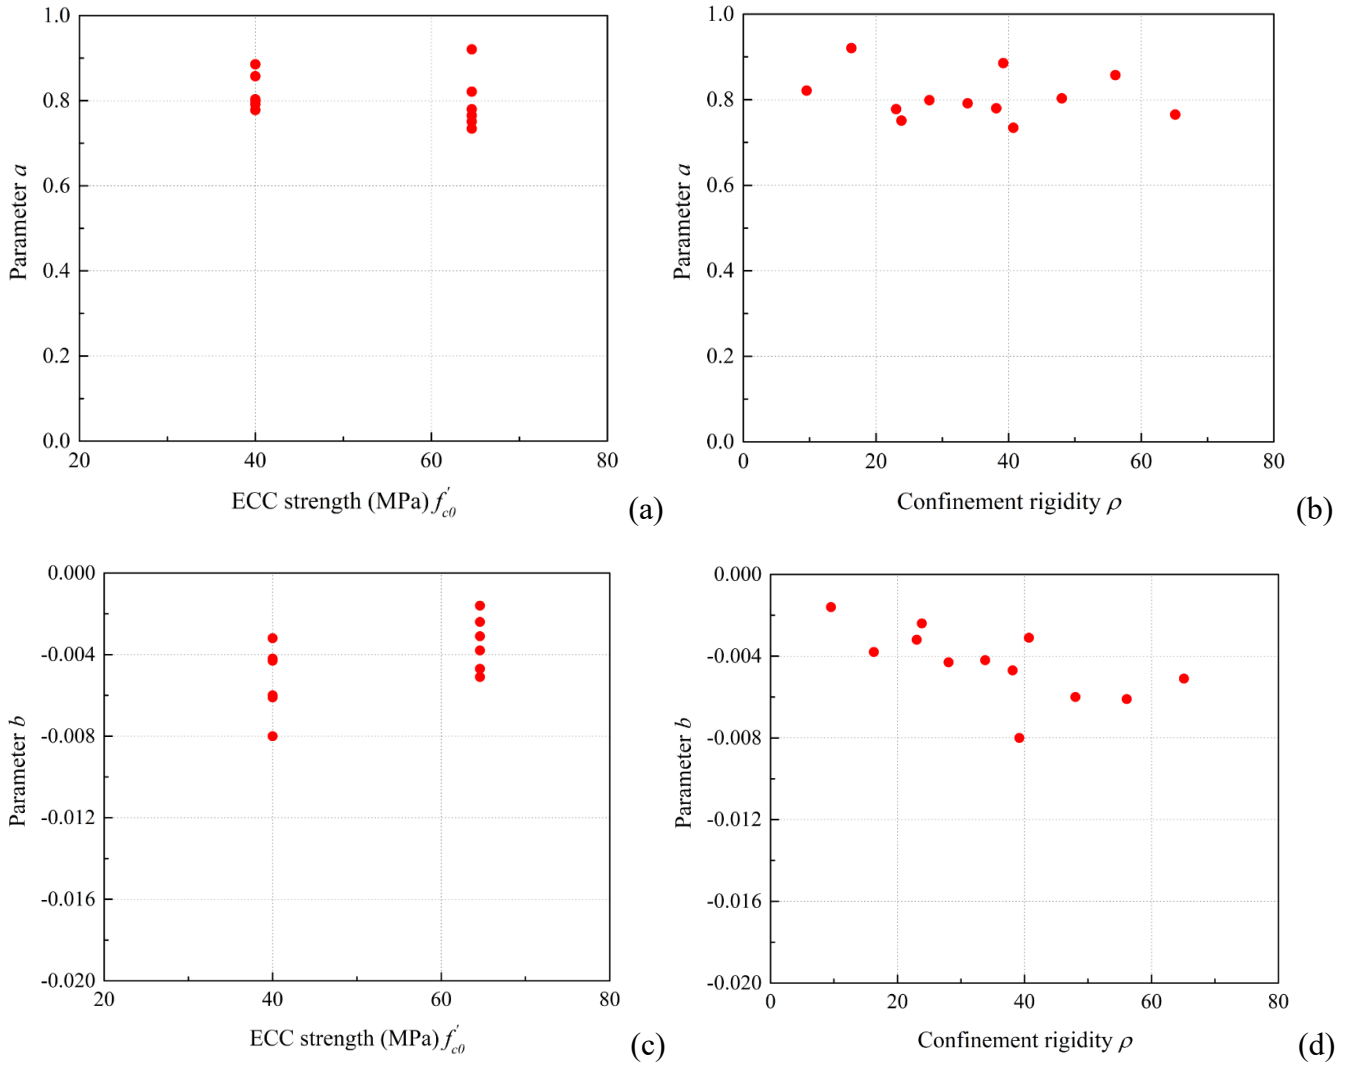 1.0
0.8
0.6
0.4
0.2
0.0
20 40 60 80
Parameter a
ECC strength (MPa) f'c0
(a)
1.0
0.8
0.6
0.4
0.2
0.0
0 20 40 60 80
Parameter a
Confinement rigidity ρ
(b)
0.000
-0.004
-0.008
-0.012
-0.016
-0.020
20 40 60 80
Parameter b
ECC strength (MPa) f'c0
(c)
0.000
-0.004
-0.008
-0.012
-0.016
-0.020
0 20 40 60 80
Parameter b
Confinement rigidity ρ
(d)